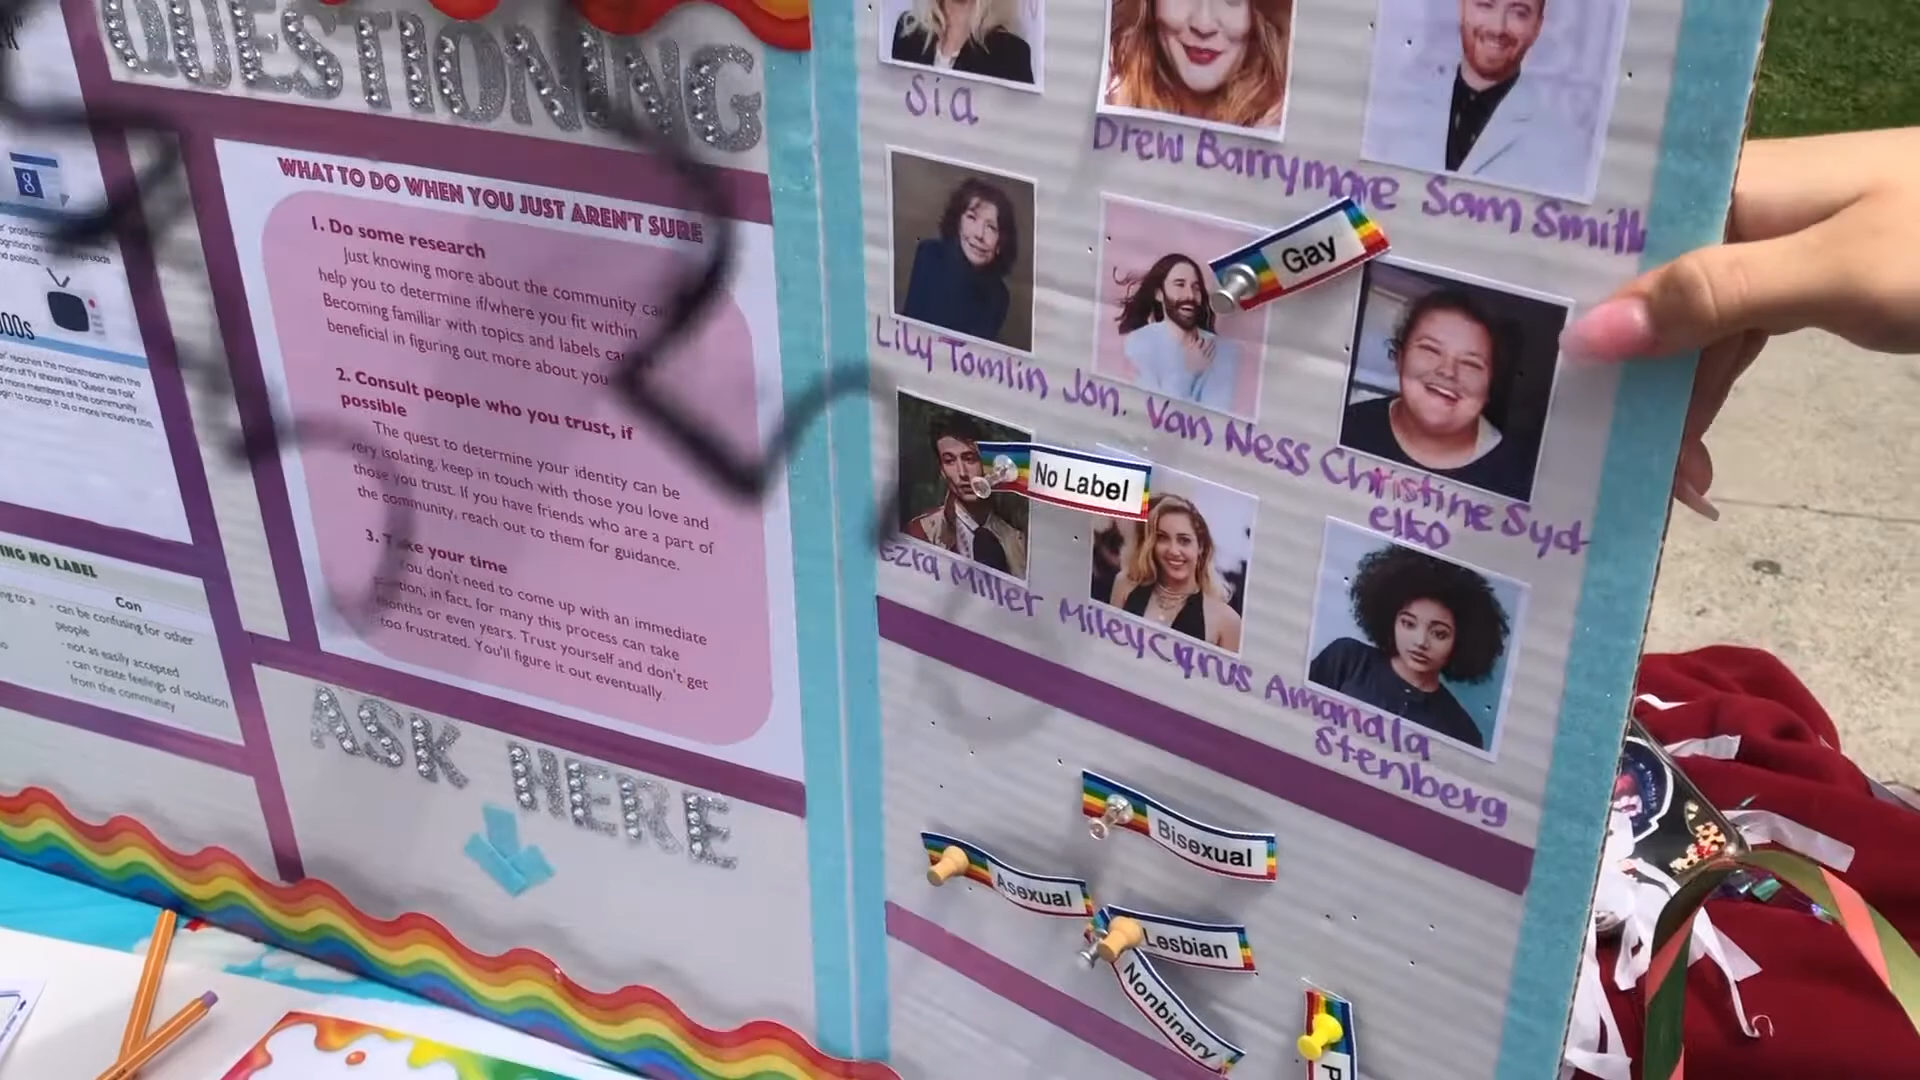 QUESTIONING
WHAT TO DO WHEN YOU JUST AREN'T SURE
1. Do some research
Just knowing more about the community can
help you to determine if/where you fit within
Becoming familiar with topics and labels
beneficial in figuring out more about you
2. Consult people who you trust, if
possible
The quest to determine your identity can be
very isolating, keep in touch with those you love and
those you trust. If you have friends who are a part of
the community, reach out to them for guidance.
3. Take your time
You don't need to come up with an immediate
in fact, for many this process can take
months or even years. Trust yourself and don't get
too frustrated. You'll figure it out eventually.
ASK HERE
NO LABEL
Con
- can be confusing for other
people
- not as easily accepted
- can create feelings of isolation
from the community
Sia
Drew Barrymore
Sam Smith
Lily Tomlin
Jon. Van Ness
Gay
Christine Syd
elko
No Label
Ezra Miller
Miley Cyrus
Amandla
Stenberg
Bisexual
Asexual
Lesbian
Nonbinary